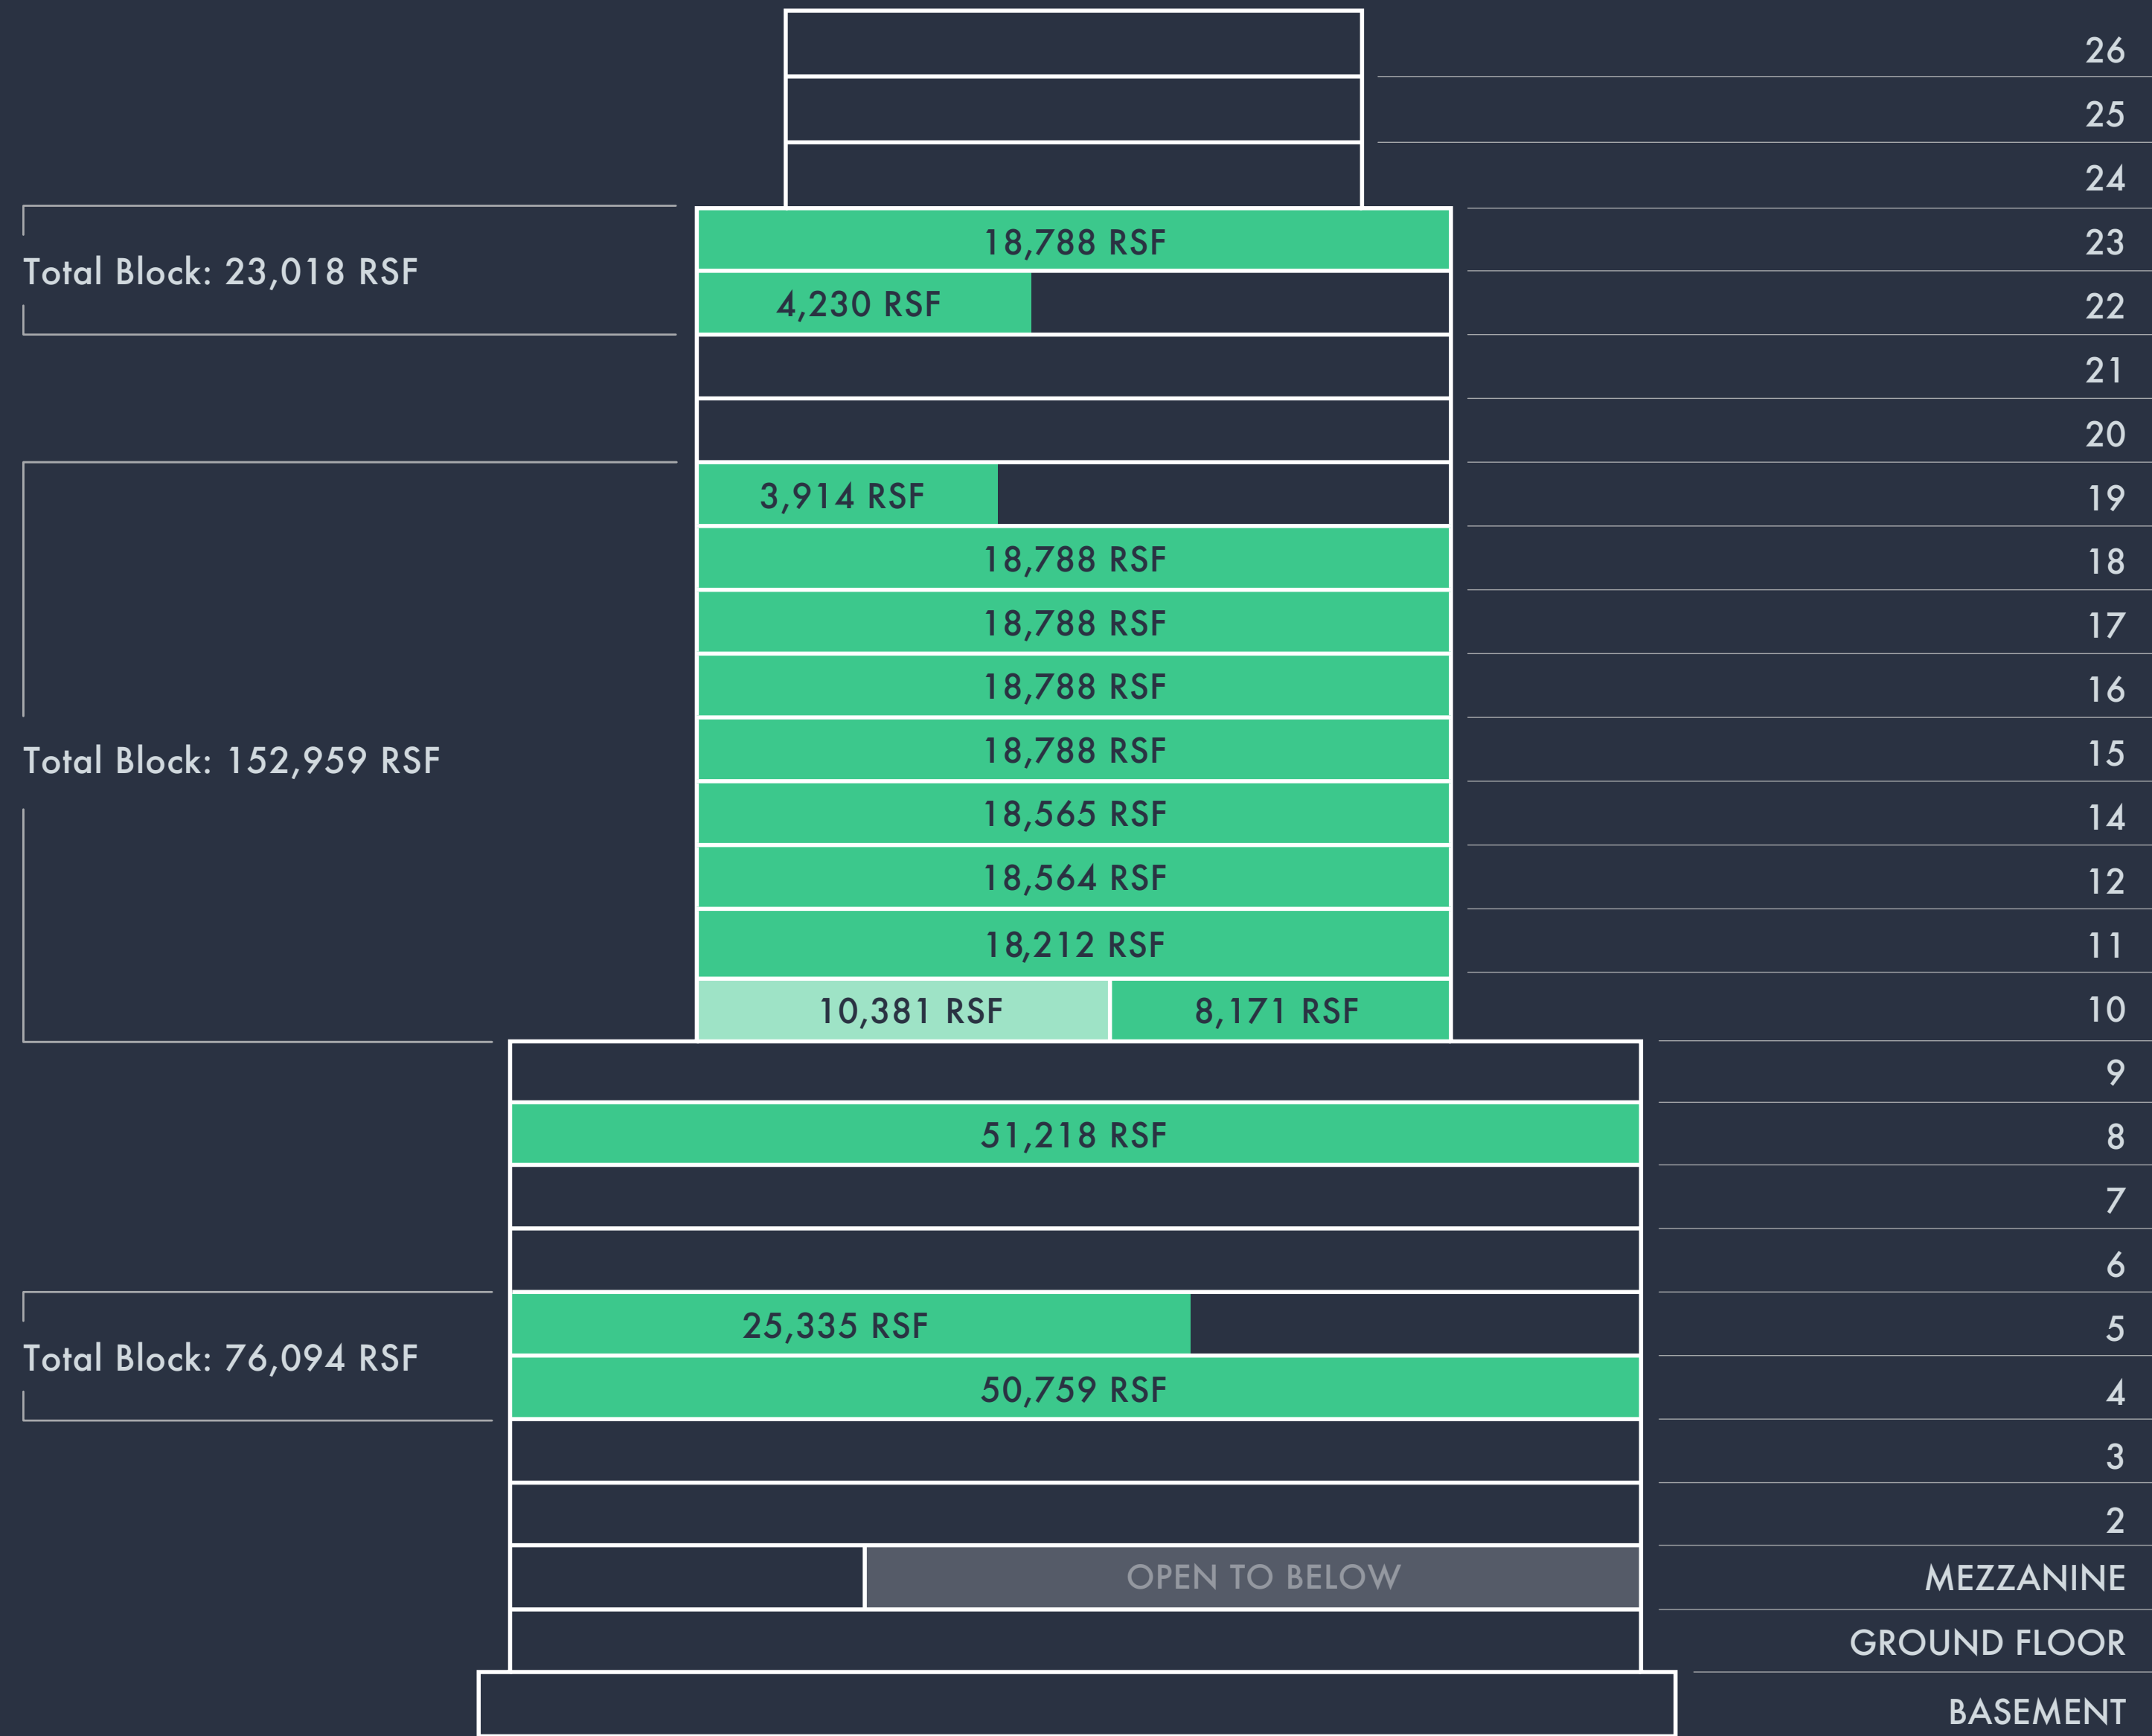 26
25
24
18,788 RSF
23
Total Block: 23,018 RSF
4,230 RSF
22
21
20
3,914 RSF
19
18,788 RSF
18
18,788 RSF
17
18,788 RSF
16
18,788 RSF
15
Total Block: 152,959 RSF
18,565 RSF
14
18,564 RSF
12
18,212 RSF
11
10,381 RSF
8,171 RSF
10
9
51,218 RSF
8
7
6
25,335 RSF
5
Total Block: 76,094 RSF
50,759 RSF
4
3
2
OPEN TO BELOW
MEZZANINE
GROUND FLOOR
BASEMENT